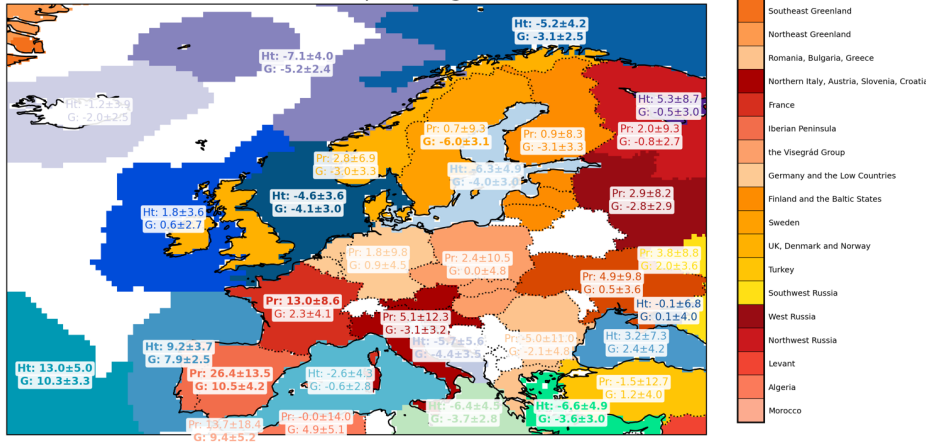 Ht: -5.2±4.2
G: -3.1±2.5
Ht: -7.1±4.0
G: -5.2±2.4
Ht: -1.2±3.9
G: -2.0±2.5
Ht: 5.3±8.7
G: -0.5±3.0
Pr: 0.7±9.3
G: -6.0±3.1
Pr: 0.9±8.3
G: -3.1±3.3
Pr: 2.0±9.3
G: -0.8±2.7
Pr: 2.8±6.9
G: -3.0±3.3
Ht: -6.3±4.9
G: -4.0±3.0
Ht: -4.6±3.6
G: -4.1±3.0
Pr: 2.9±8.2
G: -2.8±2.9
Ht: 1.8±3.6
G: 0.6±2.7
Pr: 1.8±9.8
G: 0.9±4.5
Pr: 2.4±10.5
G: 0.0±4.8
Pr: 3.8±8.8
G: 2.0±3.6
Pr: 4.9±9.8
G: 0.5±3.6
Pr: 13.0±8.6
G: 2.3±4.1
Ht: -0.1±6.8
G: 0.1±4.0
Pr: 5.1±12.3
G: -3.1±3.2
Ht: -5.7±5.6
G: -4.4±3.5
Pr: -5.0±11.0
G: -2.1±4.8
Ht: 3.2±7.3
G: 2.4±4.2
Ht: 9.2±3.7
G: 7.9±2.5
Ht: 13.0±5.0
G: 10.3±3.3
Pr: 26.4±13.5
G: 10.5±4.2
Ht: -2.6±4.3
G: -0.6±2.8
Pr: -1.5±12.7
G: 1.2±4.0
Ht: -6.4±4.5
G: -3.7±2.8
Ht: -6.6±4.9
G: -3.6±3.0
Pr: 13.7±18.4
G: 9.4±5.2
Pr: -0.0±14.0
G: 4.9±5.1
Southeast Greenland
Northeast Greenland
Romania, Bulgaria, Greece
Northern Italy, Austria, Slovenia, Croatia
France
Iberian Peninsula
the Visegrád Group
Germany and the Low Countries
Finland and the Baltic States
Sweden
UK, Denmark and Norway
Turkey
Southwest Russia
West Russia
Northwest Russia
Levant
Algeria
Morocco